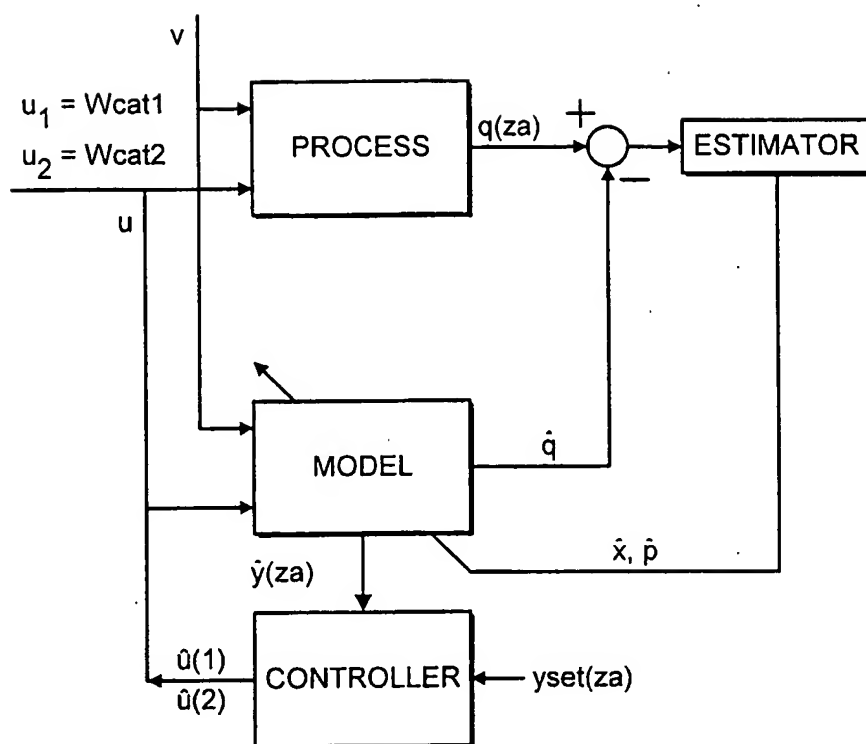 v
u₁ = Wcat1
u₂ = Wcat2
u
PROCESS
q(za)
+
−
ESTIMATOR
MODEL
q̂
x̂, p̂
ŷ(za)
CONTROLLER
û(1)
û(2)
yset(za)